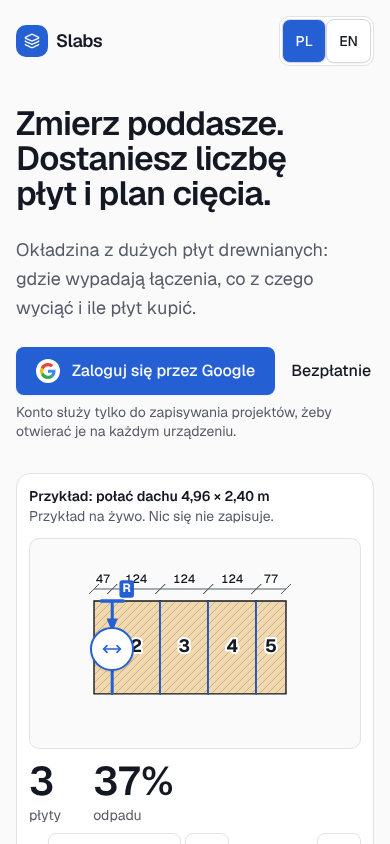 Slabs
PL
EN
Zmierz poddasze.
Dostaniesz liczbę
płyt i plan cięcia.
Okładzina z dużych płyt drewnianych:
gdzie wypadają łączenia, co z czego
wyciąć i ile płyt kupić.
Zaloguj się przez Google
Bezpłatnie
Konto służy tylko do zapisywania projektów, żeby
otwierać je na każdym urządzeniu.
Przykład: połać dachu 4,96 × 2,40 m
Przykład na żywo. Nic się nie zapisuje.
47 124 124 124 77
R
2 3 4 5
3 37%
płyty odpadu